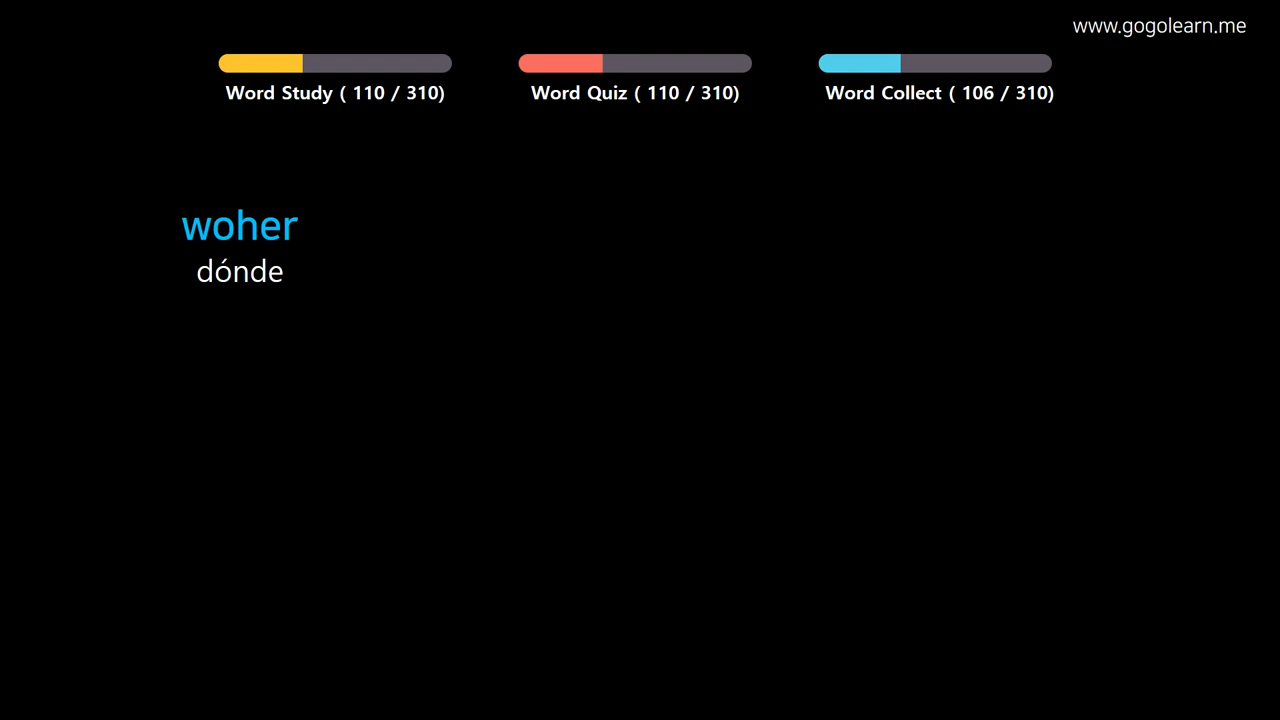 www.gogolearn.me
Word Study ( 110 / 310)
Word Quiz ( 110 / 310)
Word Collect ( 106 / 310)
woher
dónde